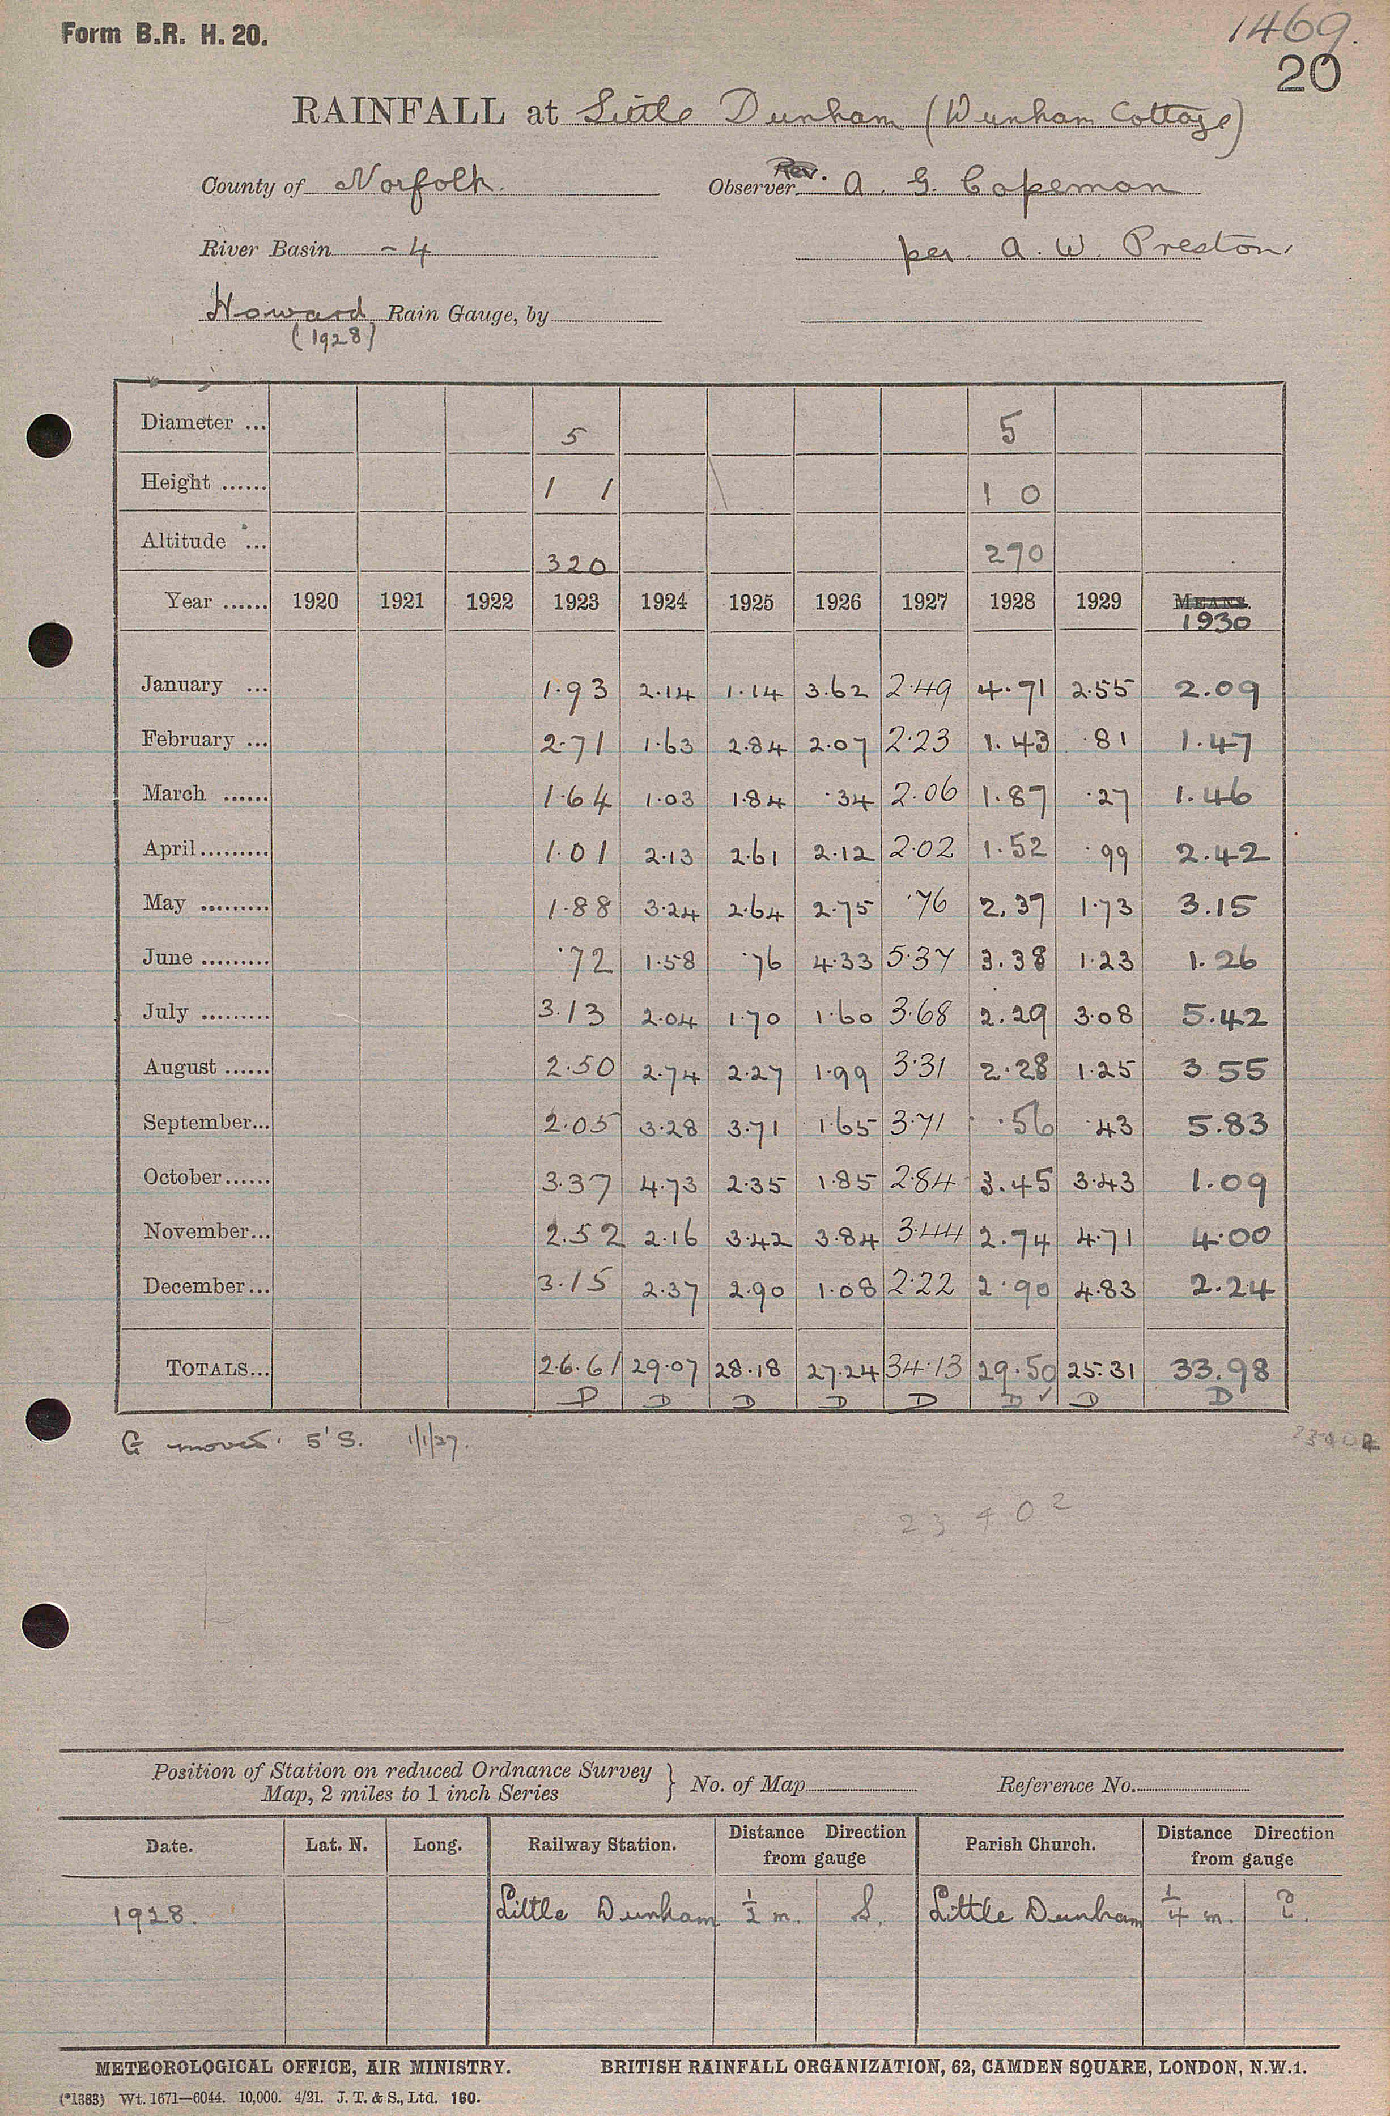 Form B.R. H. 20.
1469.
20
RAINFALL at Little Dunham (Dunham Cottage)
County of Norfolk Observer Rev. A. G. Copeman
River Basin - 4 per A. W. Preston
Howard Rain Gauge, by
(1928)
Diameter ... 5 5
Height ...... 1 1 1 0
Altitude ... 320 270
Year ...... 1920 1921 1922 1923 1924 1925 1926 1927 1928 1929 MEANS.
1930
January ... 1.93 2.14 1.14 3.62 2.49 4.71 2.55 2.09
February ... 2.71 1.63 2.84 2.07 2.23 1.43 .81 1.47
March ...... 1.64 1.03 1.84 .34 2.06 1.87 .27 1.46
April ......... 1.01 2.13 2.61 2.12 2.02 1.52 .99 2.42
May ......... 1.88 3.24 2.64 2.75 .76 2.37 1.73 3.15
June ......... .72 1.58 .76 4.33 5.37 3.38 1.23 1.26
July ......... 3.13 2.04 1.70 1.60 3.68 2.29 3.08 5.42
August ...... 2.50 2.74 2.27 1.99 3.31 2.28 1.25 3.55
September... 2.05 3.28 3.71 1.65 3.71 .56 .43 5.83
October ...... 3.37 4.73 2.35 1.85 2.84 3.45 3.43 1.09
November... 2.52 2.16 3.42 3.84 3.44 2.74 4.71 4.00
December... 3.15 2.37 2.90 1.08 2.22 2.90 4.83 2.24
TOTALS... 26.61 29.07 28.18 27.24 34.13 29.50 25.31 33.98
D D D D D D ✓ D D
G moved 5' S. 1/1/27.
23402
23402
Position of Station on reduced Ordnance Survey
Map, 2 miles to 1 inch Series } No. of Map Reference No.
Date. Lat. N. Long. Railway Station. Distance Direction from gauge Parish Church. Distance Direction from gauge
1928. Little Dunham 1/2 m. S. Little Dunham 1/4 m. E.
METEOROLOGICAL OFFICE, AIR MINISTRY. BRITISH RAINFALL ORGANIZATION, 62, CAMDEN SQUARE, LONDON, N.W.1.
(*1383) Wt. 1671—6044. 10,000. 4/21. J. T. & S., Ltd. 160.